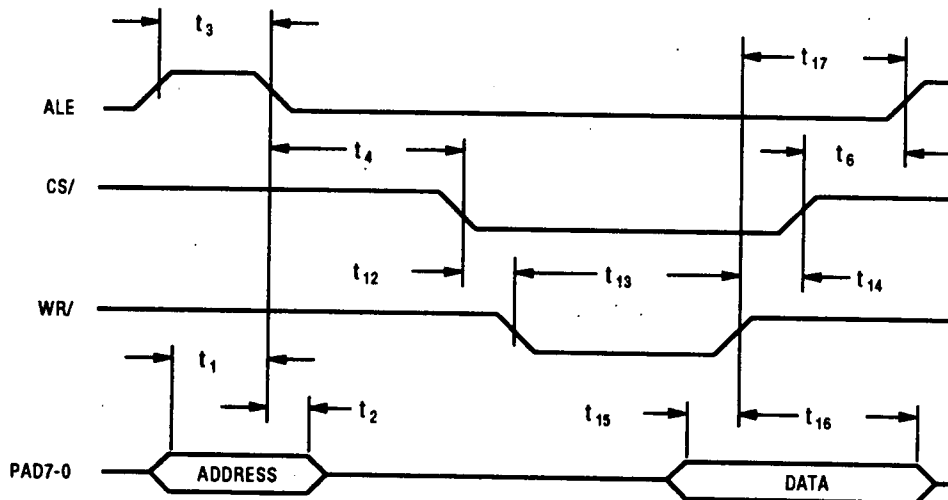 t3
t17
ALE
t4
t6
CS/
t12
t13
t14
WR/
t1
t2
t15
t16
PAD7-0
ADDRESS
DATA